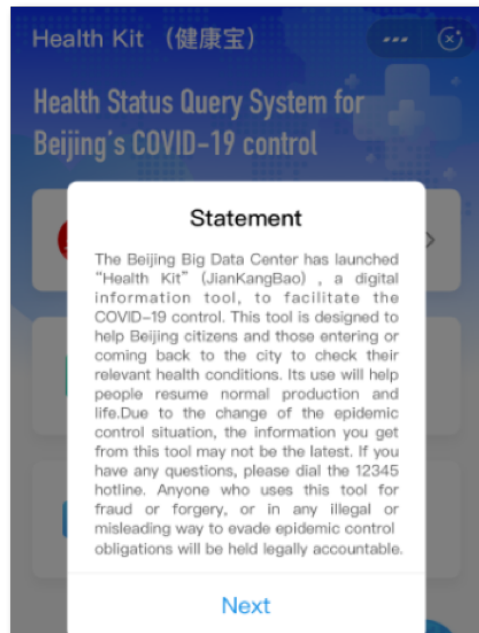 Health Kit （健康宝）
Health Status Query System for
Beijing's COVID-19 control
Statement
The Beijing Big Data Center has launched
“Health Kit” (JianKangBao) , a digital
information tool, to facilitate the
COVID-19 control. This tool is designed to
help Beijing citizens and those entering or
coming back to the city to check their
relevant health conditions. Its use will help
people resume normal production and
life.Due to the change of the epidemic
control situation, the information you get
from this tool may not be the latest. If you
have any questions, please dial the 12345
hotline. Anyone who uses this tool for
fraud or forgery, or in any illegal or
misleading way to evade epidemic control
obligations will be held legally accountable.
Next